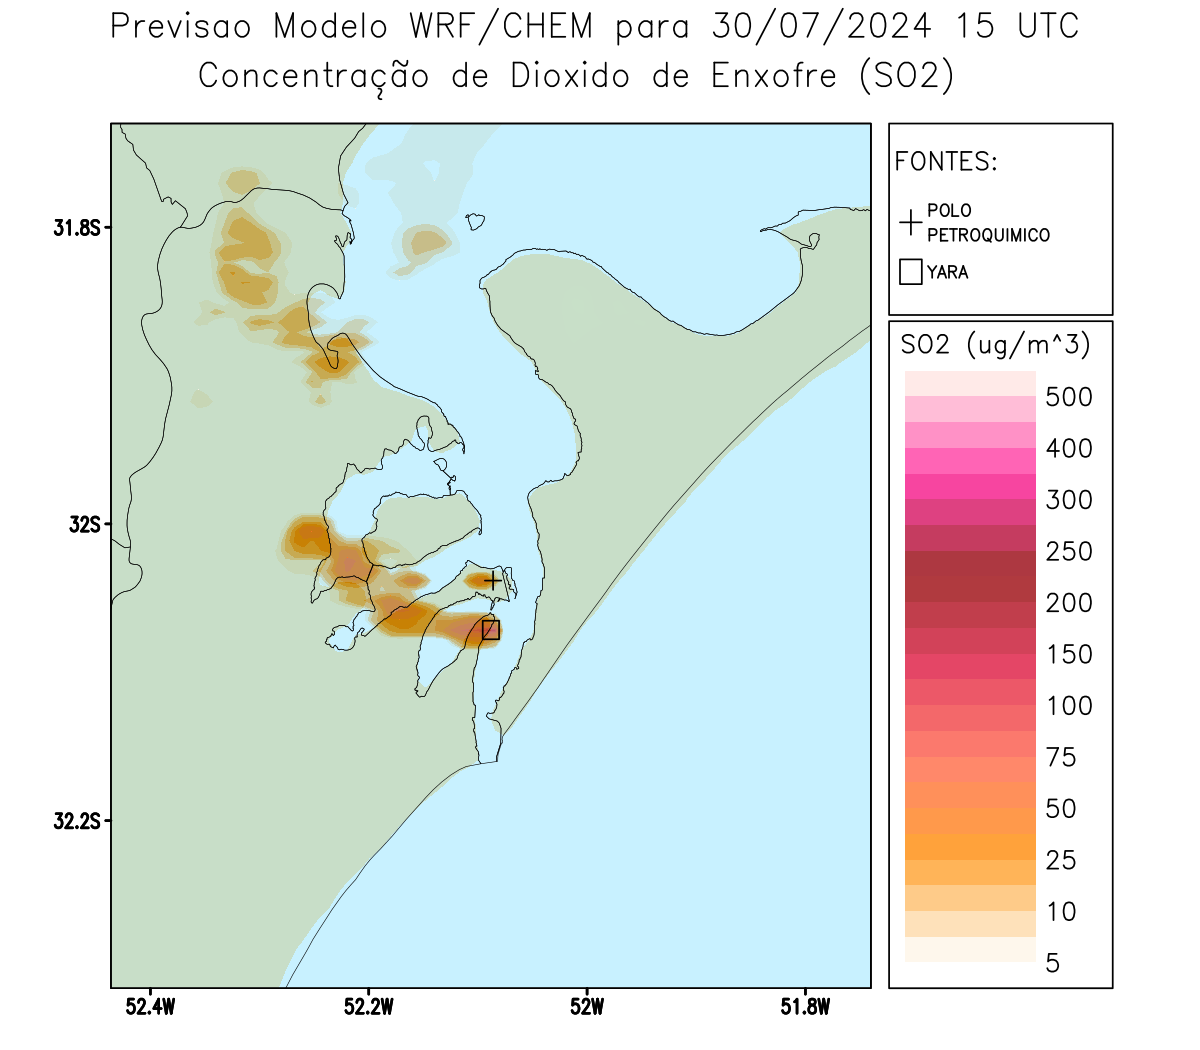 Previsao Modelo WRF/CHEM para 30/07/2024 15 UTC
Concentração de Dioxido de Enxofre (SO2)
FONTES:
POLO
PETROQUIMICO
YARA
SO2 (ug/m^3)
500
400
300
250
200
150
100
75
50
25
10
5
31.8S
32S
32.2S
52.4W
52.2W
52W
51.8W